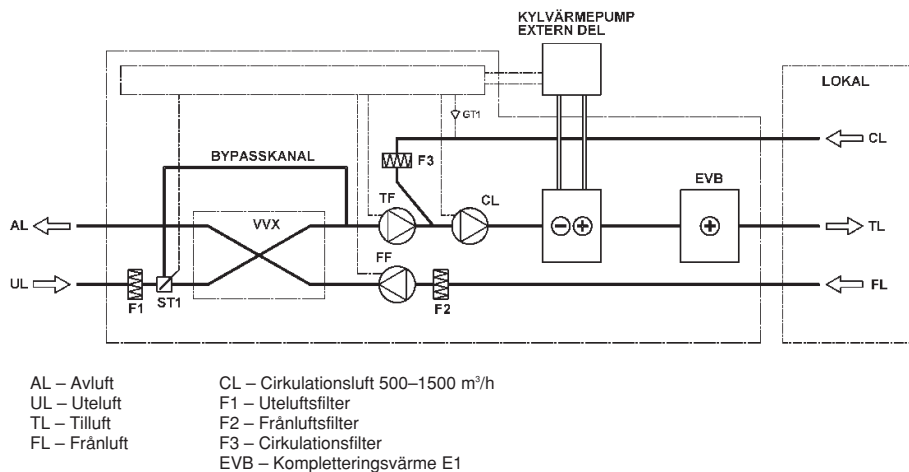 KYLVÄRMEPUMP
EXTERN DEL
LOKAL
GT1
CL
BYPASSKANAL
F3
EVB
TF
CL
AL
VVX
TL
FF
UL
FL
F1
ST1
F2
AL – Avluft
UL – Uteluft
TL – Tilluft
FL – Frånluft
CL – Cirkulationsluft 500–1500 m³/h
F1 – Uteluftsfilter
F2 – Frånluftsfilter
F3 – Cirkulationsfilter
EVB – Kompletteringsvärme E1